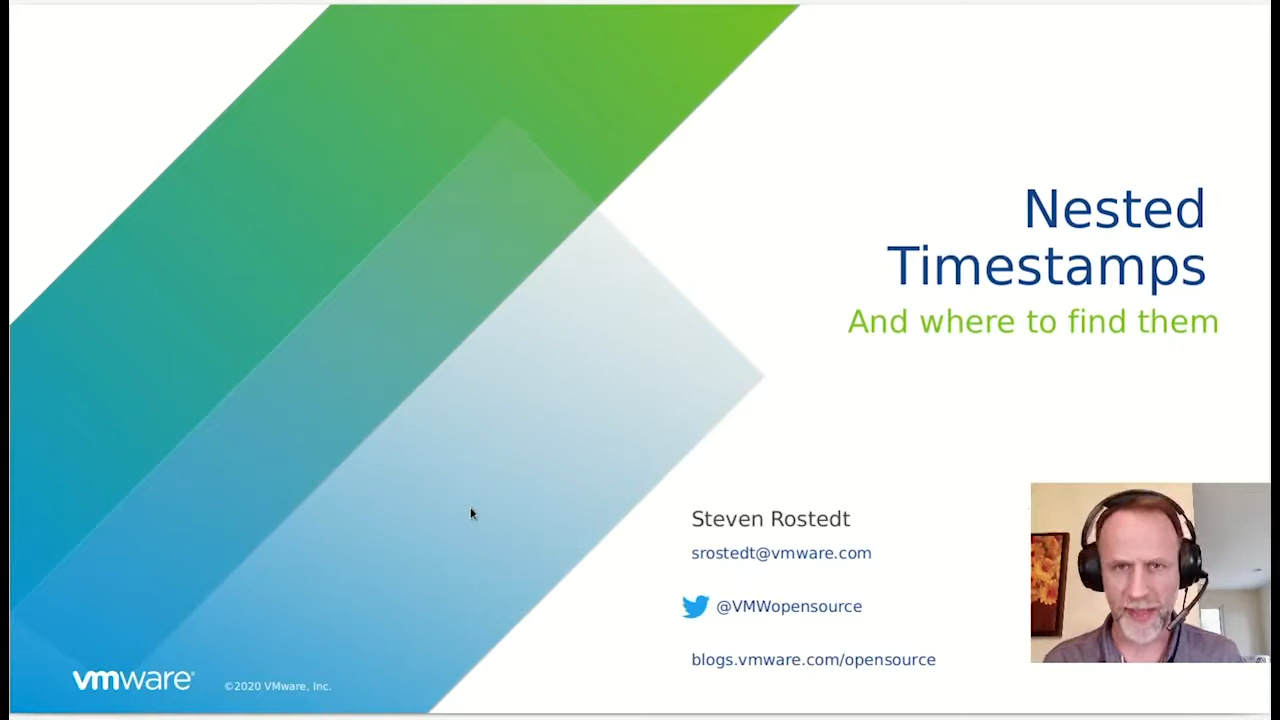 Nested
Timestamps
And where to find them
Steven Rostedt
srostedt@vmware.com
@VMWopensource
blogs.vmware.com/opensource
vmware®
©2020 VMware, Inc.